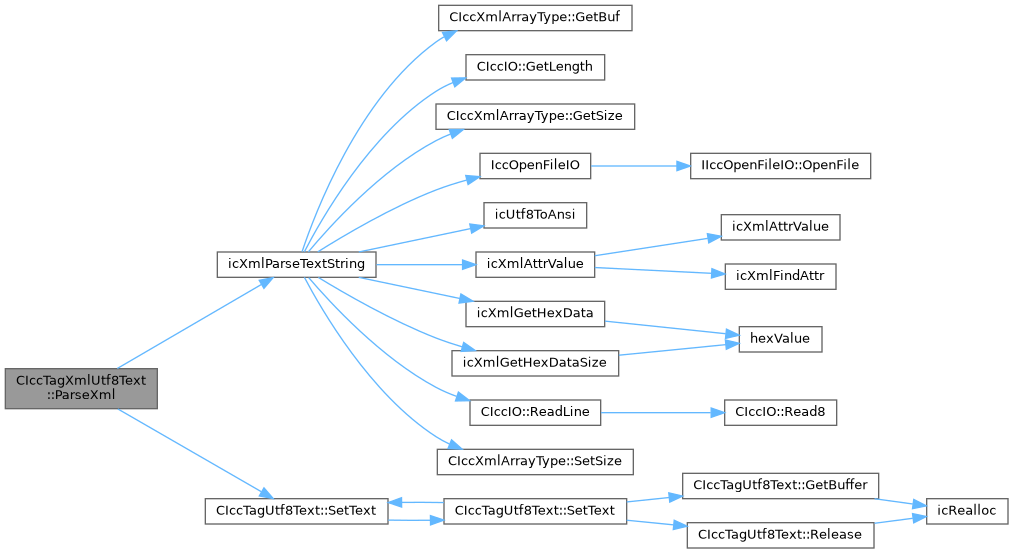 CIccXmlArrayType::GetBuf
CIccIO::GetLength
CIccXmlArrayType::GetSize
IccOpenFileIO
IIccOpenFileIO::OpenFile
icUtf8ToAnsi
icXmlAttrValue
icXmlParseTextString
icXmlAttrValue
icXmlFindAttr
icXmlGetHexData
hexValue
icXmlGetHexDataSize
CIccTagXmlUtf8Text
::ParseXml
CIccIO::ReadLine
CIccIO::Read8
CIccXmlArrayType::SetSize
CIccTagUtf8Text::GetBuffer
CIccTagUtf8Text::SetText
CIccTagUtf8Text::SetText
icRealloc
CIccTagUtf8Text::Release